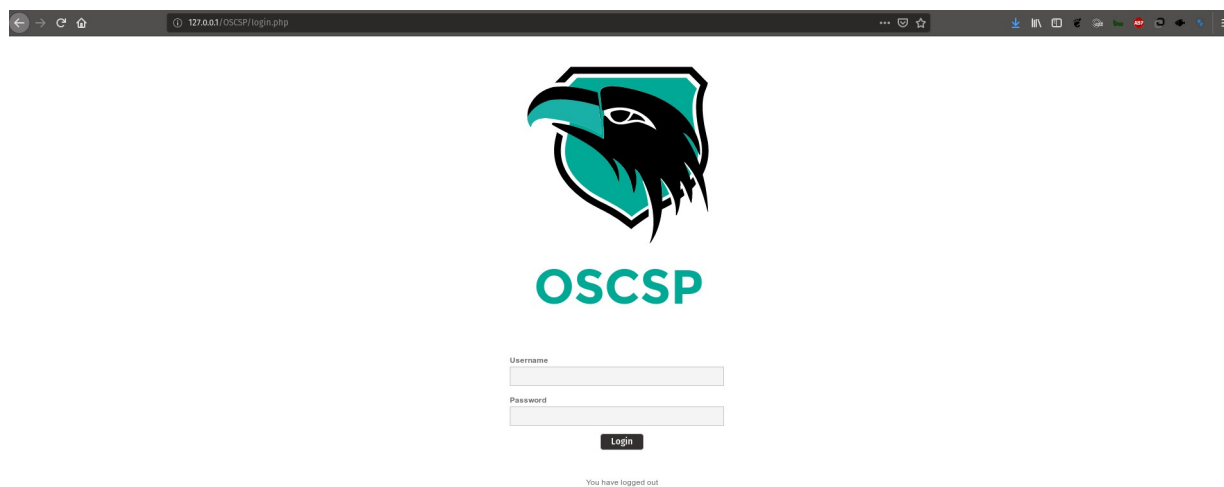 127.0.0.1/OSCSP/login.php
OSCSP
Username
Password
Login
You have logged out